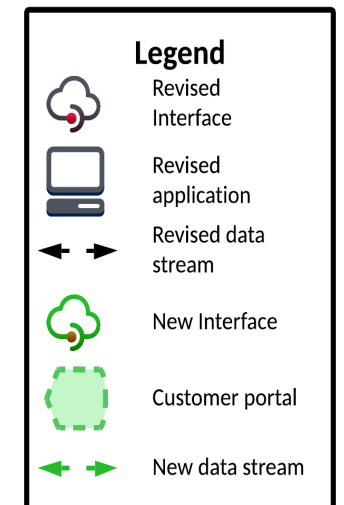 Legend
Revised
Interface
Revised
application
Revised data
stream
New Interface
Customer portal
New data stream